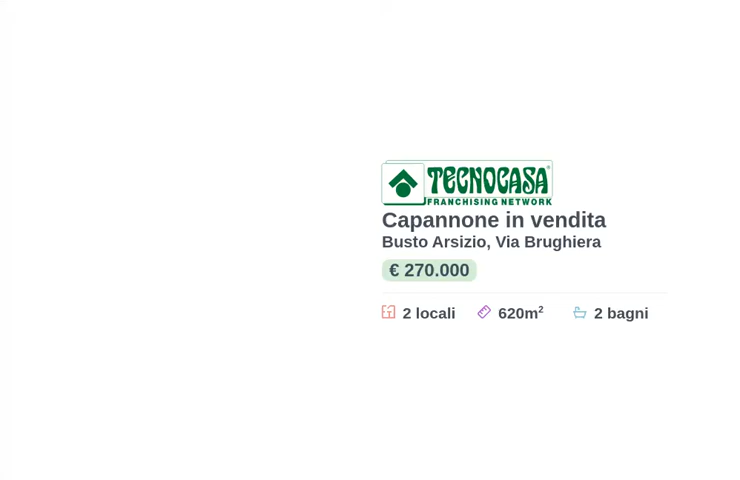 TECNOCASA®
FRANCHISING NETWORK
Capannone in vendita
Busto Arsizio, Via Brughiera
€ 270.000
2 locali 620m² 2 bagni